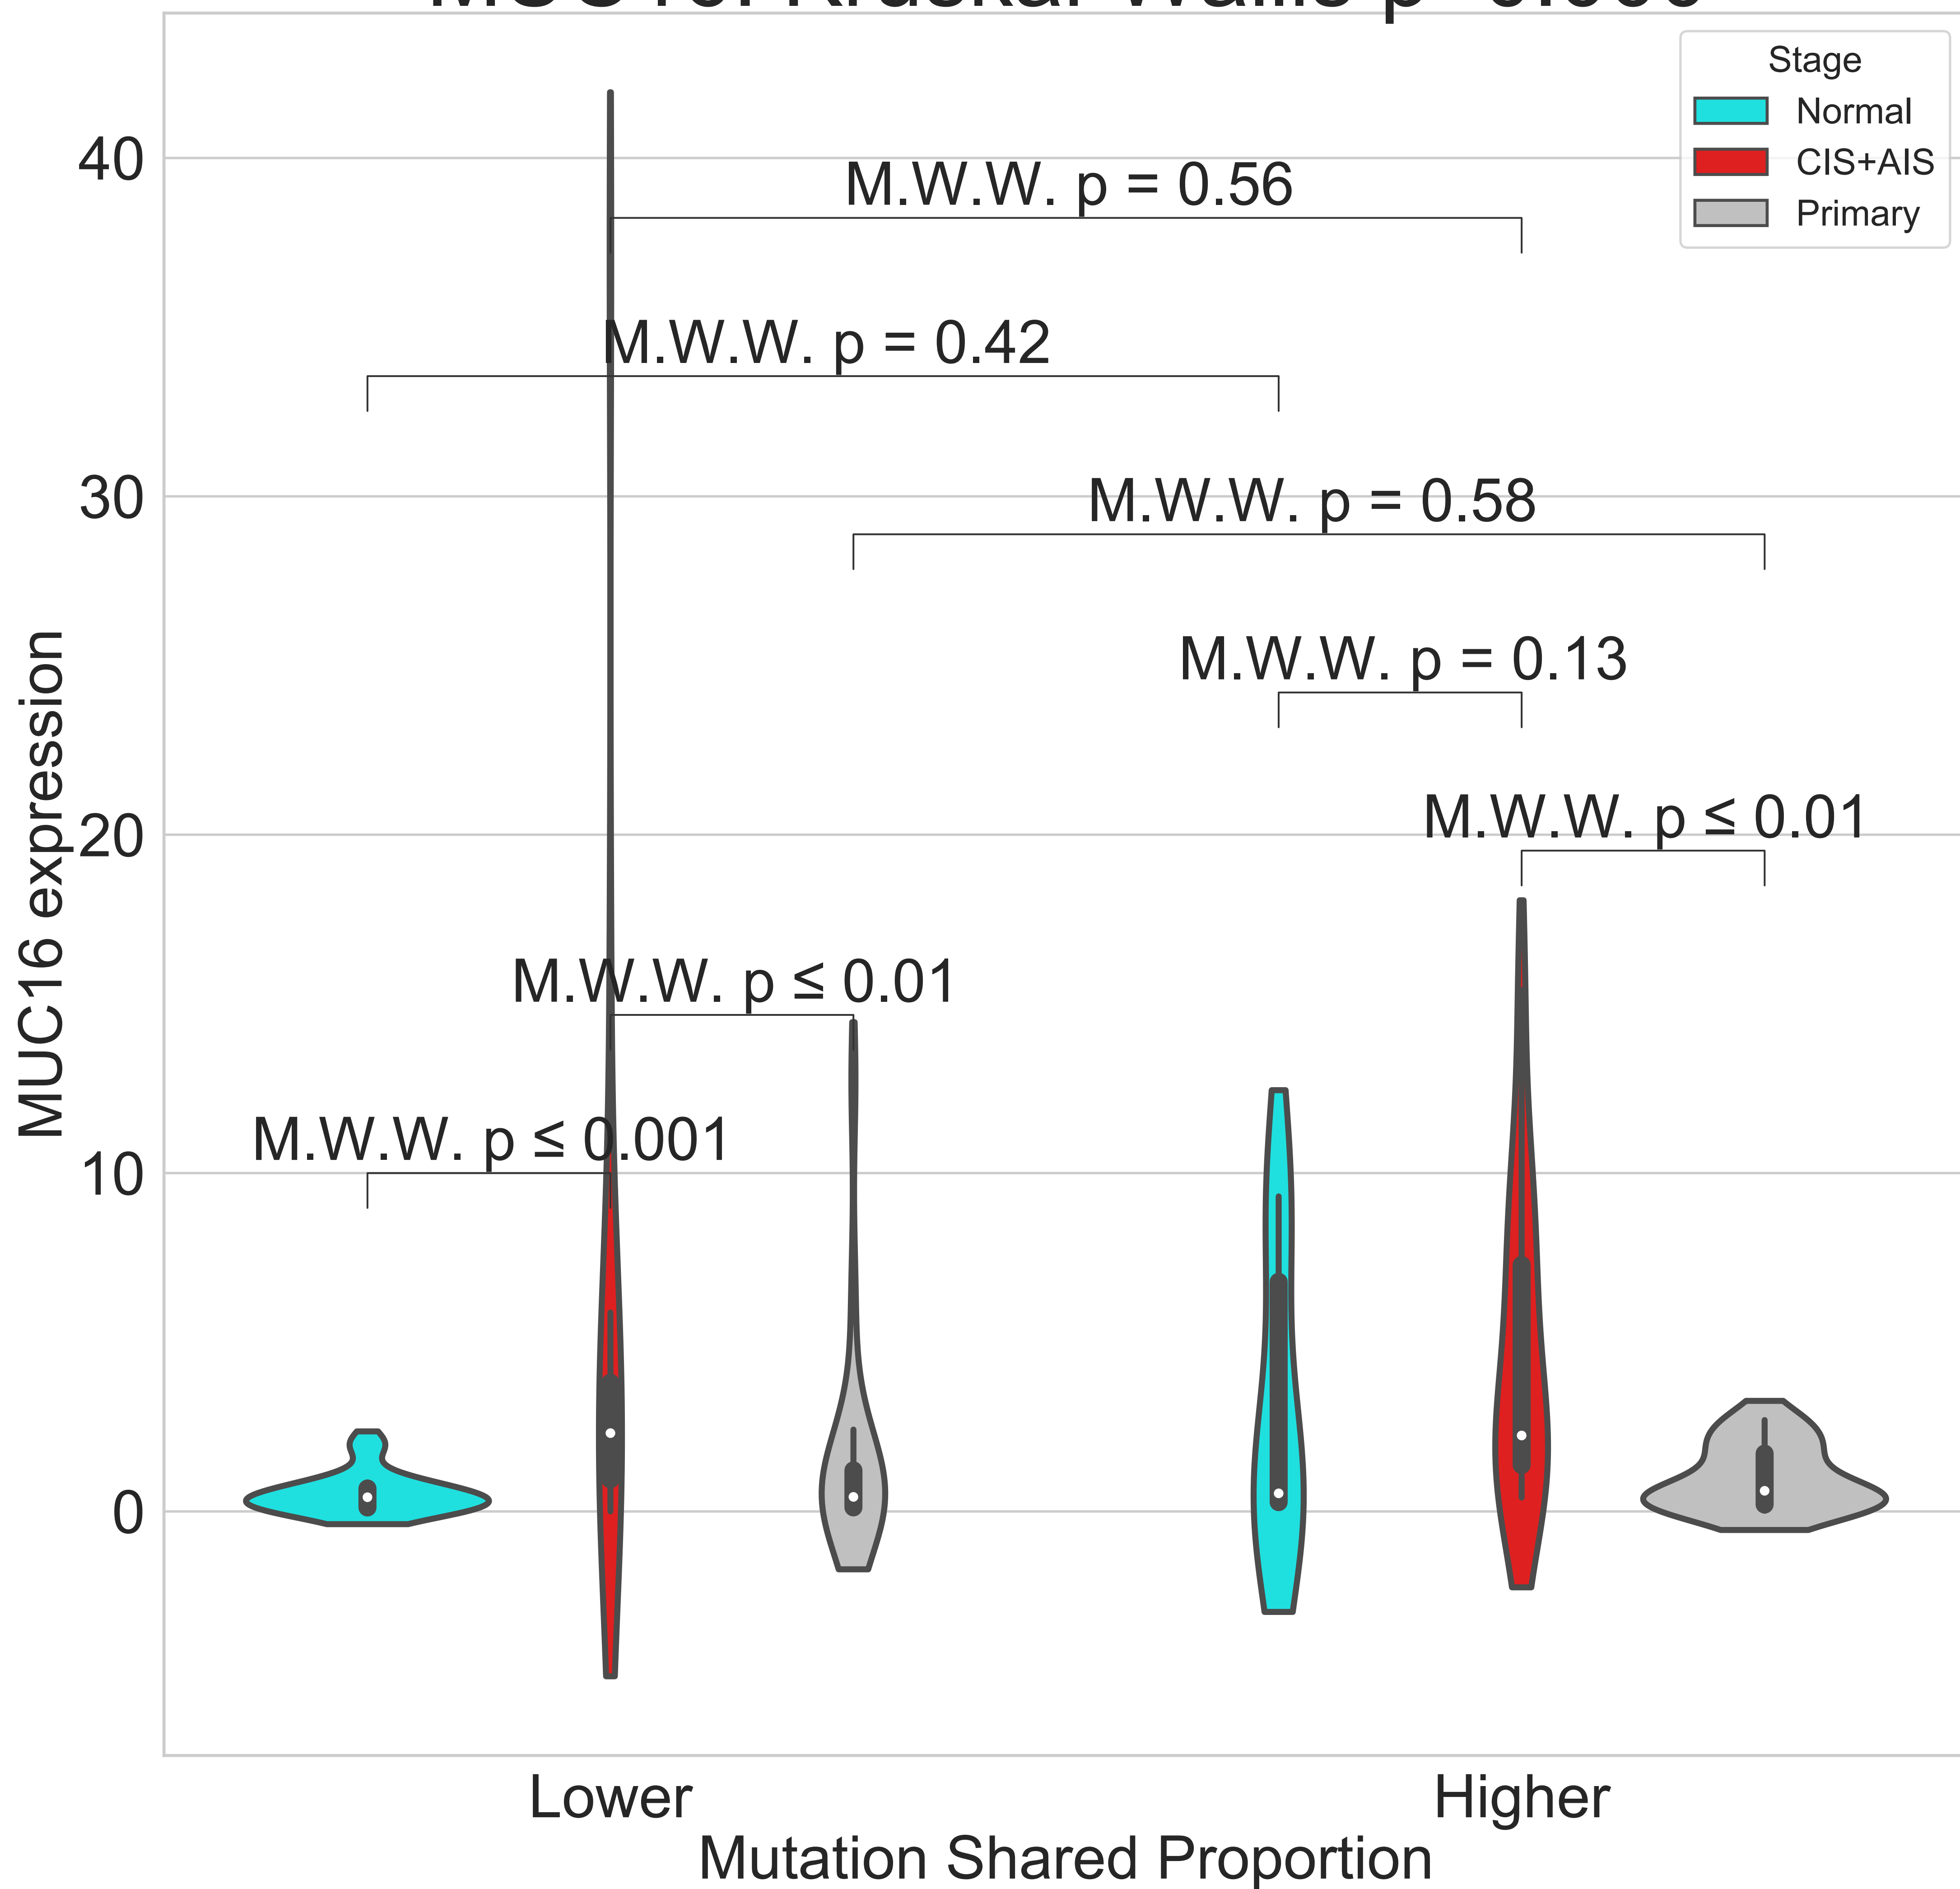 Stage
Normal
CIS+AIS
Primary
40
30
20
10
0
MUC16 expression
M.W.W. p = 0.56
M.W.W. p = 0.42
M.W.W. p = 0.58
M.W.W. p = 0.13
M.W.W. p ≤ 0.01
M.W.W. p ≤ 0.01
M.W.W. p ≤ 0.001
Lower
Higher
Mutation Shared Proportion